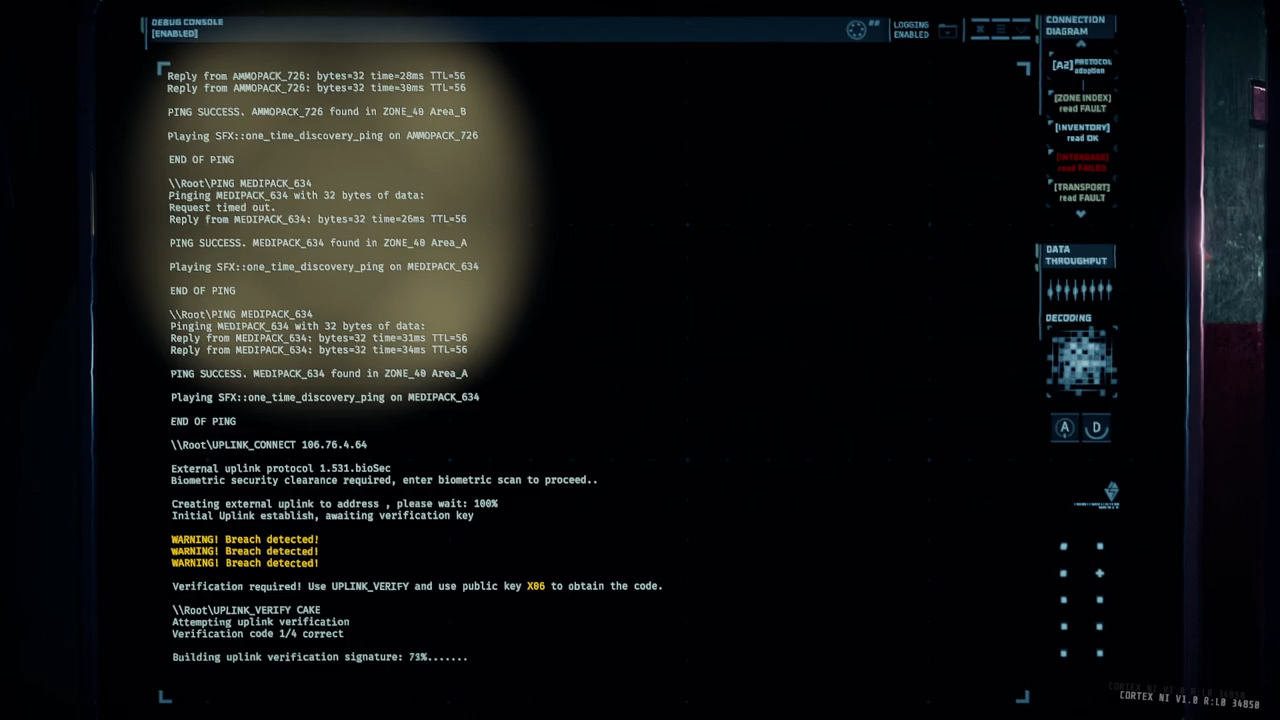 DEBUG CONSOLE
[ENABLED]
LOGGING
ENABLED
Reply from AMMOPACK_726: bytes=32 time=28ms TTL=56
Reply from AMMOPACK_726: bytes=32 time=30ms TTL=56
PING SUCCESS. AMMOPACK_726 found in ZONE_40 Area_B
Playing SFX::one_time_discovery_ping on AMMOPACK_726
END OF PING
\\Root\PING MEDIPACK_634
Pinging MEDIPACK_634 with 32 bytes of data:
Request timed out.
Reply from MEDIPACK_634: bytes=32 time=26ms TTL=56
PING SUCCESS. MEDIPACK_634 found in ZONE_40 Area_A
Playing SFX::one_time_discovery_ping on MEDIPACK_634
END OF PING
\\Root\PING MEDIPACK_634
Pinging MEDIPACK_634 with 32 bytes of data:
Reply from MEDIPACK_634: bytes=32 time=31ms TTL=56
Reply from MEDIPACK_634: bytes=32 time=34ms TTL=56
PING SUCCESS. MEDIPACK_634 found in ZONE_40 Area_A
Playing SFX::one_time_discovery_ping on MEDIPACK_634
END OF PING
\\Root\UPLINK_CONNECT 106.76.4.64
External uplink protocol 1.531.bioSec
Biometric security clearance required, enter biometric scan to proceed..
Creating external uplink to address , please wait: 100%
Initial Uplink establish, awaiting verification key
WARNING! Breach detected!
WARNING! Breach detected!
WARNING! Breach detected!
Verification required! Use UPLINK_VERIFY and use public key X06 to obtain the code.
\\Root\UPLINK_VERIFY CAKE
Attempting uplink verification
Verification code 1/4 correct
Building uplink verification signature: 73%.......
CONNECTION
DIAGRAM
[A2] PROTOCOL
adaption
[ZONE INDEX]
read FAULT
[INVENTORY]
read OK
read FAILED
[TRANSPORT]
read FAULT
DATA
THROUGHPUT
DECODING
A D
CORTEX NI V1.0 R:L0 34850